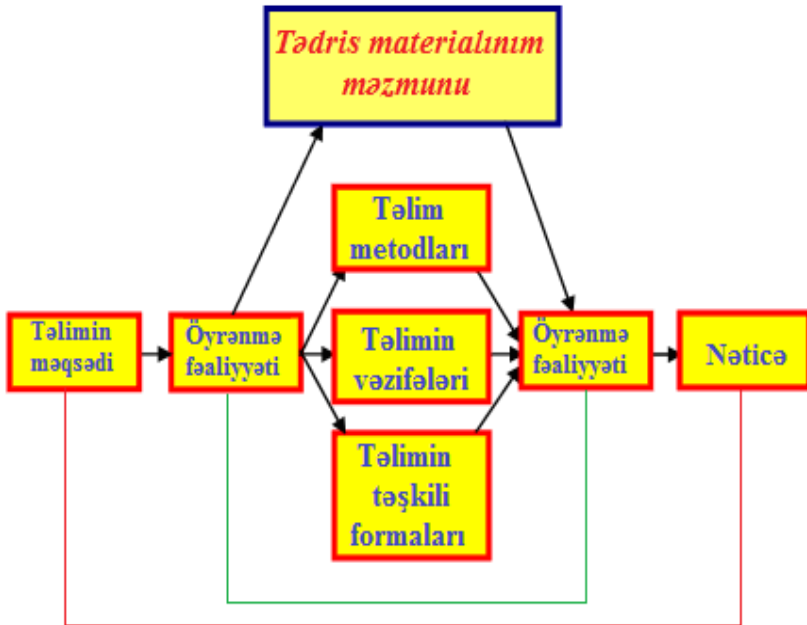 Tədris materialınım
məzmunu
Təlim
metodları
Təlimin
məqsədi
Öyrənmə
fəaliyyəti
Təlimin
vəzifələri
Öyrənmə
fəaliyyəti
Nəticə
Təlimin
təşkili
formaları